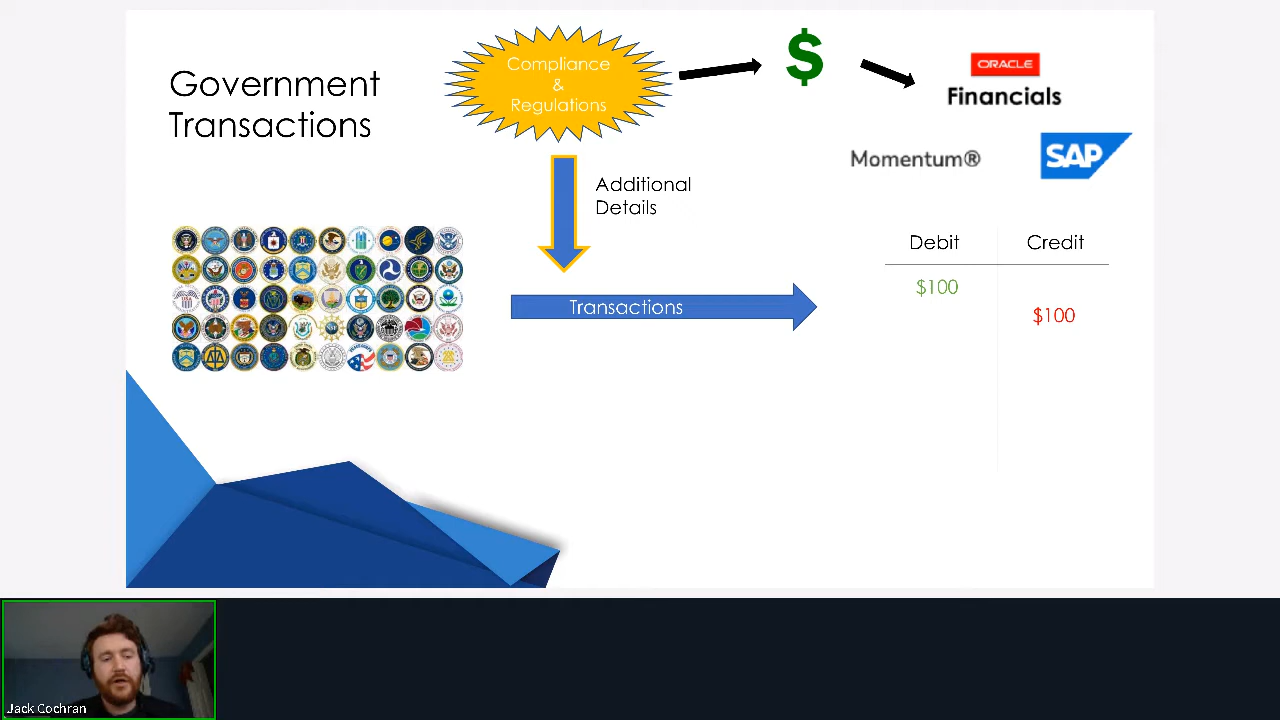 Government
Transactions
Compliance
&
Regulations
$
ORACLE
Financials
Momentum®
SAP
Additional
Details
Transactions
Debit
Credit
$100
$100
Jack Cochran